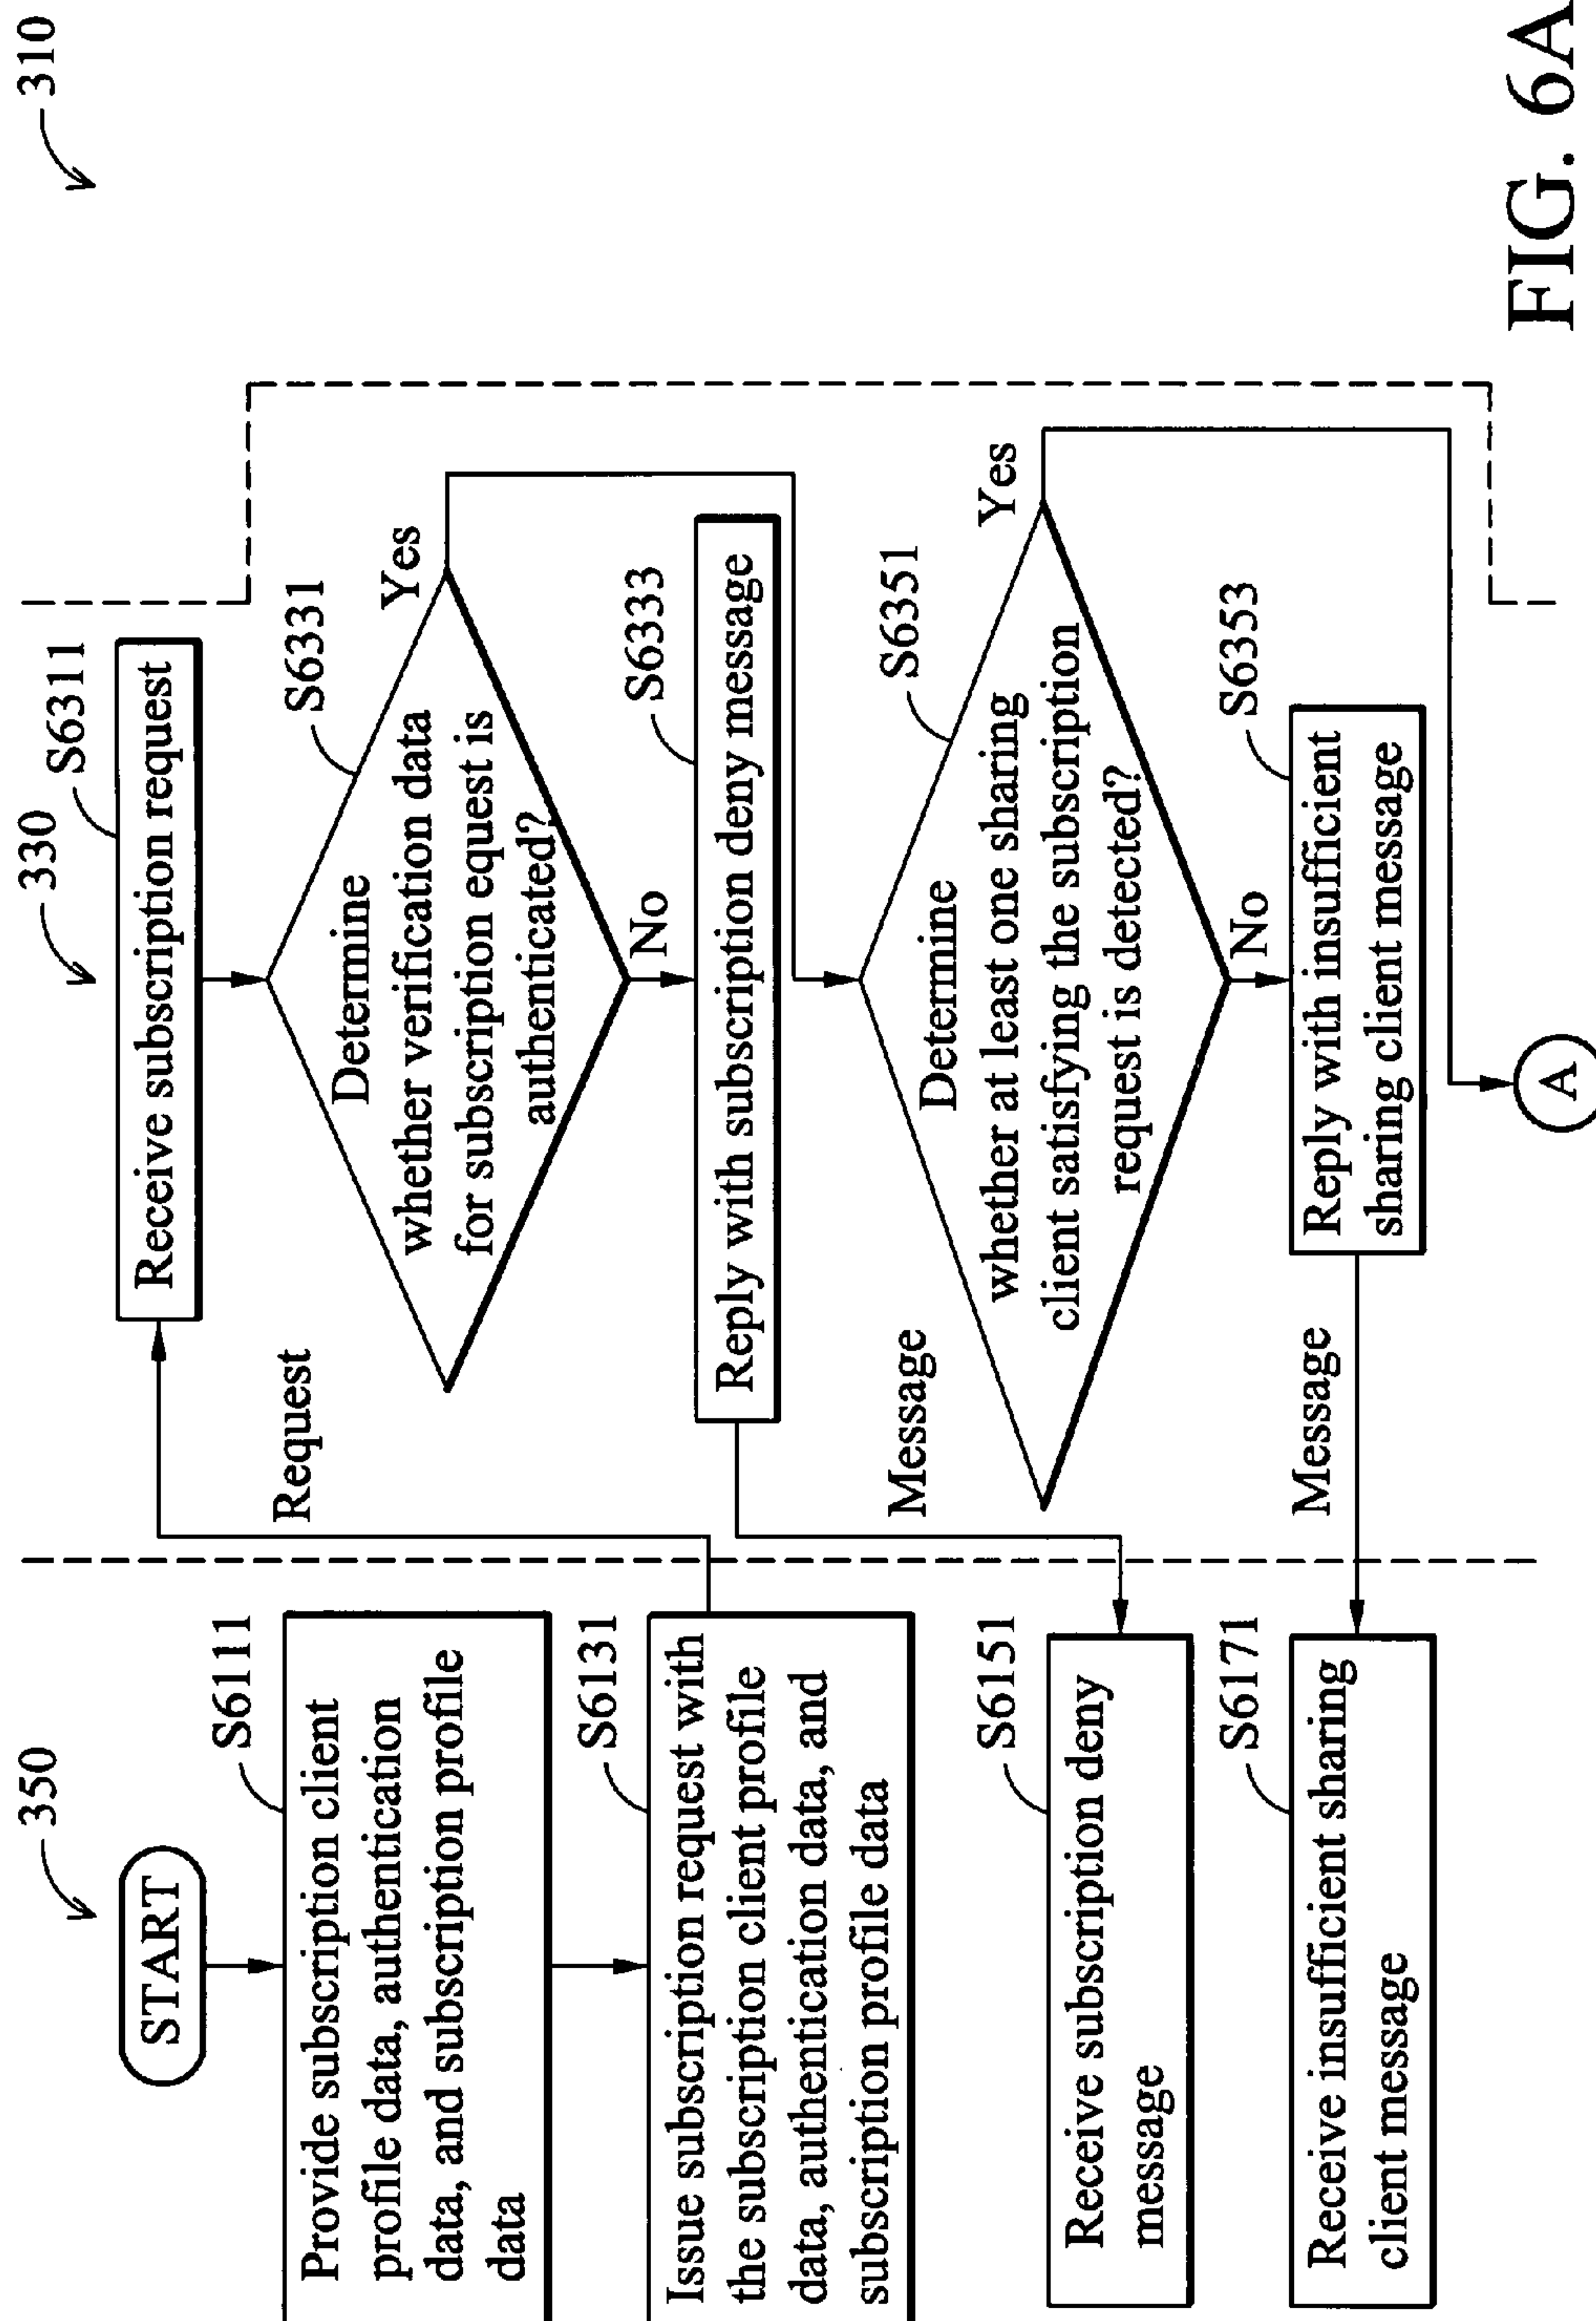 350
START
S6111
Provide subscription client
profile data, authentication
data, and subscription profile
data
S6131
Issue subscription request with
the subscription client profile
data, authentication data, and
subscription profile data
S6151
Receive subscription deny
message
S6171
Receive insufficient sharing
client message
Request
Message
Message
330
S6311
Receive subscription request
S6331
Determine
whether verification data
for subscription equest is
authenticated?
Yes
No
S6333
Reply with subscription deny message
S6351
Determine
whether at least one sharing
client satisfying the subscription
request is detected?
Yes
No
S6353
Reply with insufficient
sharing client message
A
310
FIG. 6A